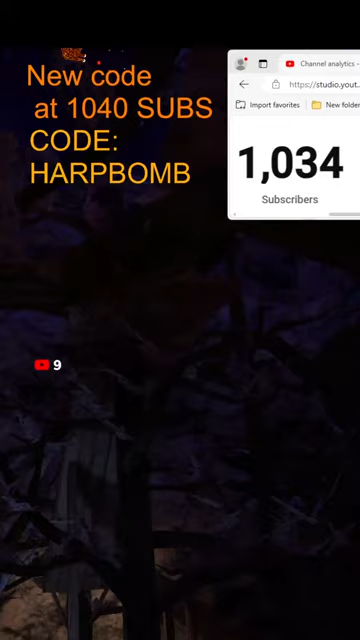 New code
at 1040 SUBS
CODE:
HARPBOMB
Channel analytics -
https://studio.yout
Import favorites
New folde
1,034
Subscribers
9